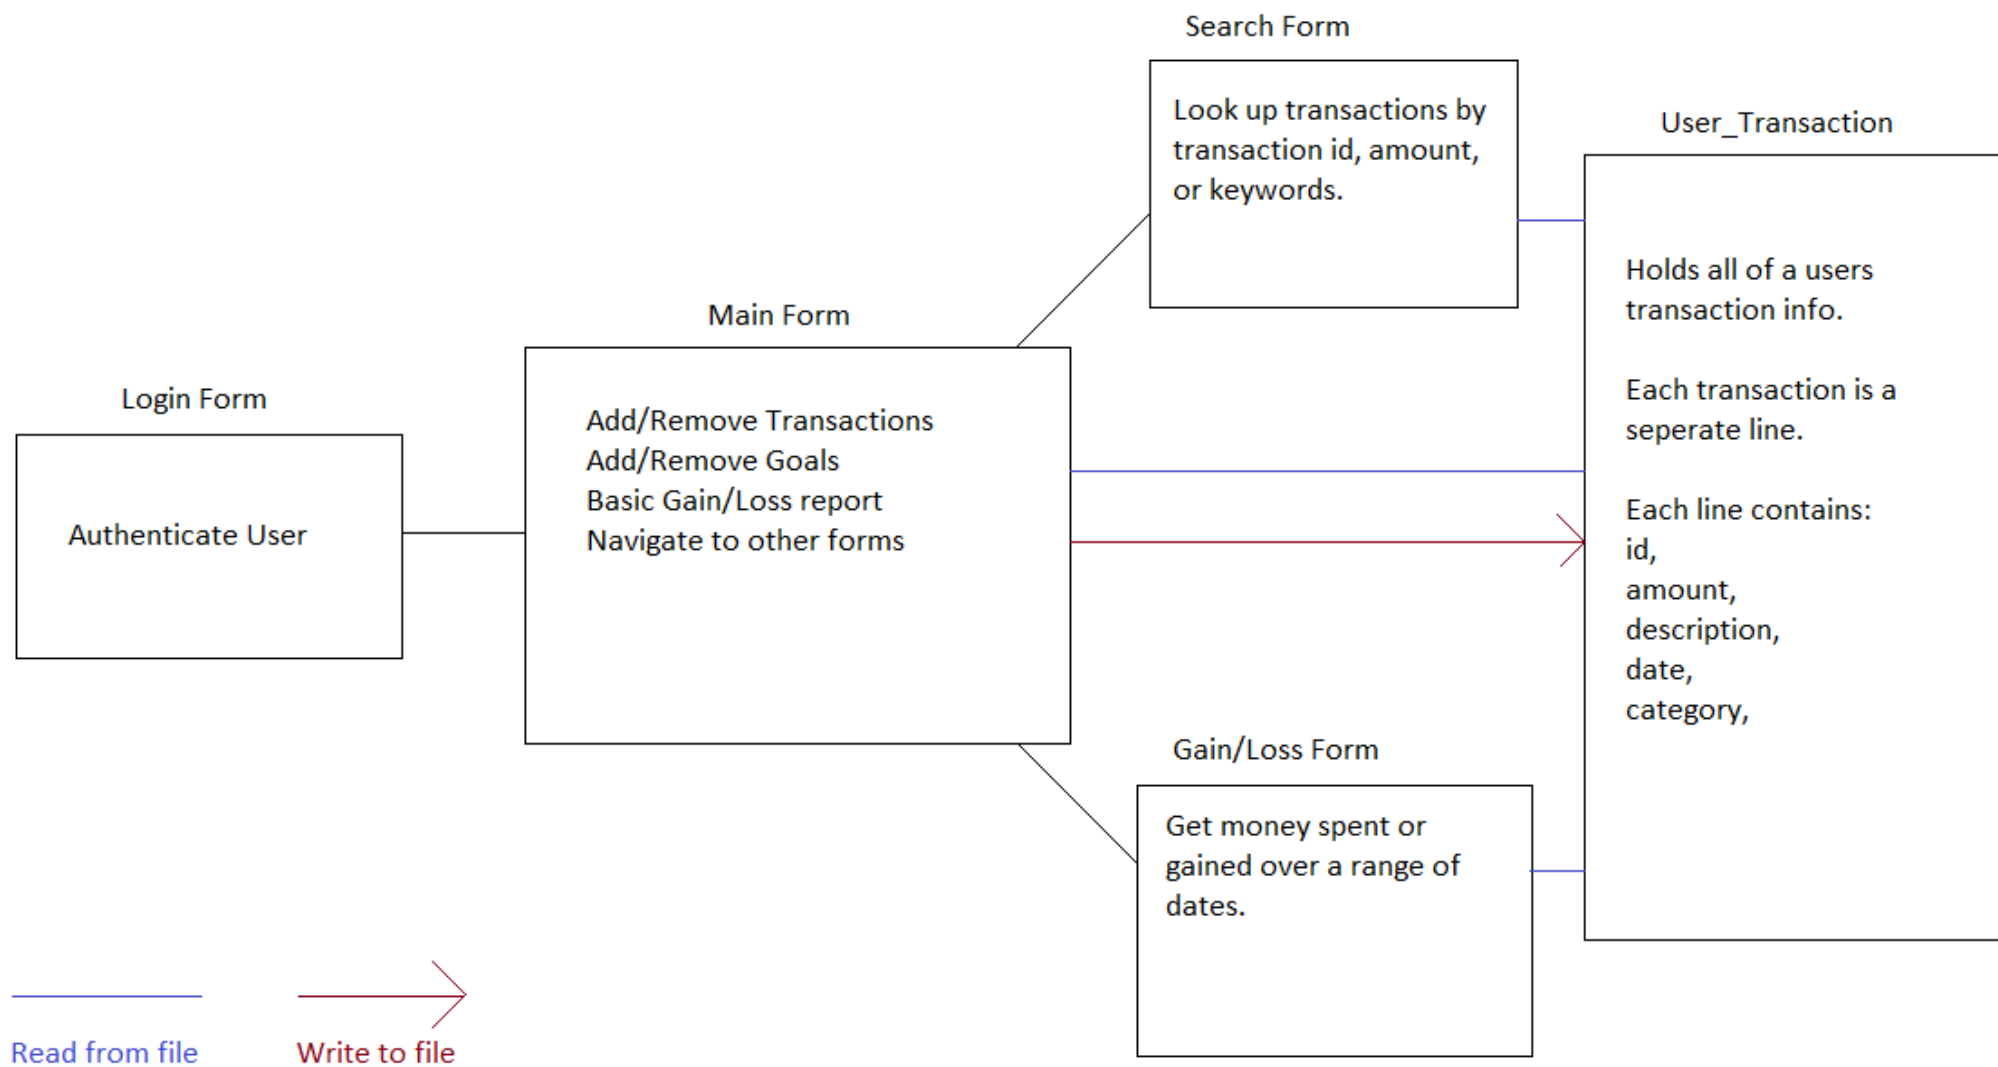 Search Form
Look up transactions by
transaction id, amount,
or keywords.
User_Transaction
Holds all of a users
transaction info.
Each transaction is a
seperate line.
Each line contains:
id,
amount,
description,
date,
category,
Main Form
Add/Remove Transactions
Add/Remove Goals
Basic Gain/Loss report
Navigate to other forms
Login Form
Authenticate User
Gain/Loss Form
Get money spent or
gained over a range of
dates.
Read from file
Write to file